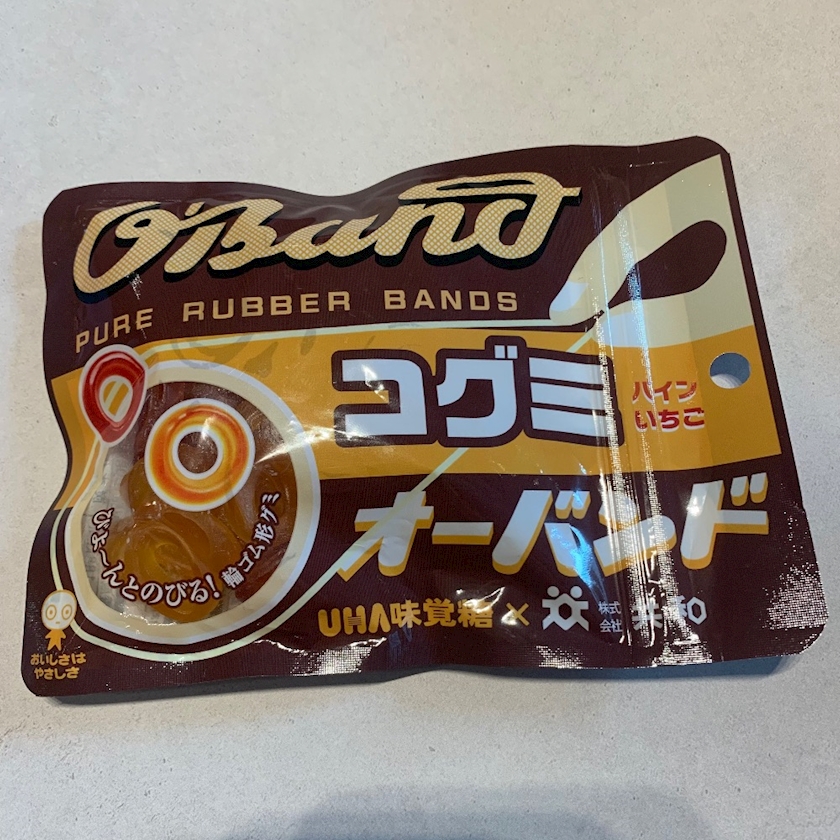 O'Band
PURE RUBBER BANDS
コグミ
パイン
いちご
オーバンド
びよ~んとのびる!輪ゴム形グミ
UHA味覚糖×株式会社共和
おいしさは
やさしさ